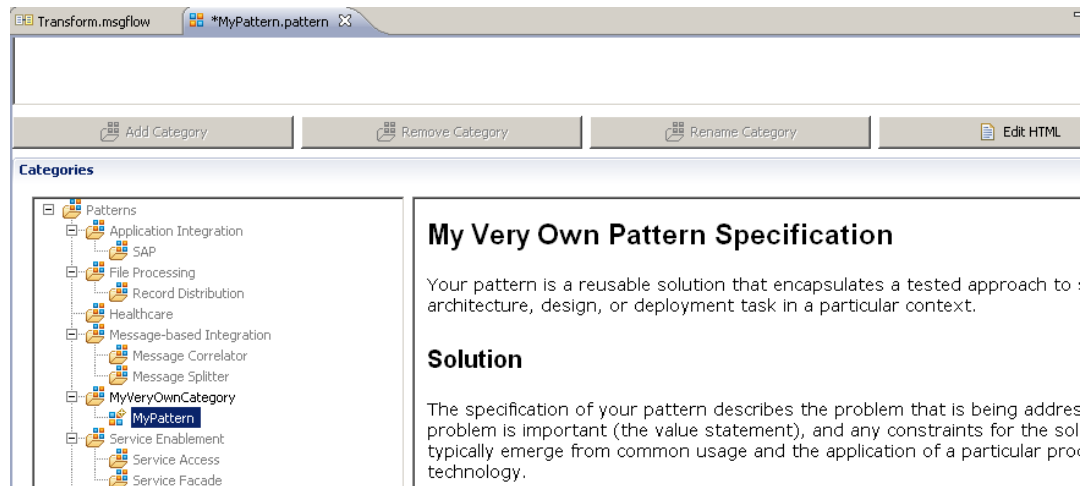 Transform.msgflow
*MyPattern.pattern
Add Category
Remove Category
Rename Category
Edit HTML
Categories
Patterns
Application Integration
SAP
File Processing
Record Distribution
Healthcare
Message-based Integration
Message Correlator
Message Splitter
MyVeryOwnCategory
MyPattern
Service Enablement
Service Access
Service Facade
My Very Own Pattern Specification
Your pattern is a reusable solution that encapsulates a tested approach to
architecture, design, or deployment task in a particular context.
Solution
The specification of your pattern describes the problem that is being addres
problem is important (the value statement), and any constraints for the sol
typically emerge from common usage and the application of a particular pro
technology.